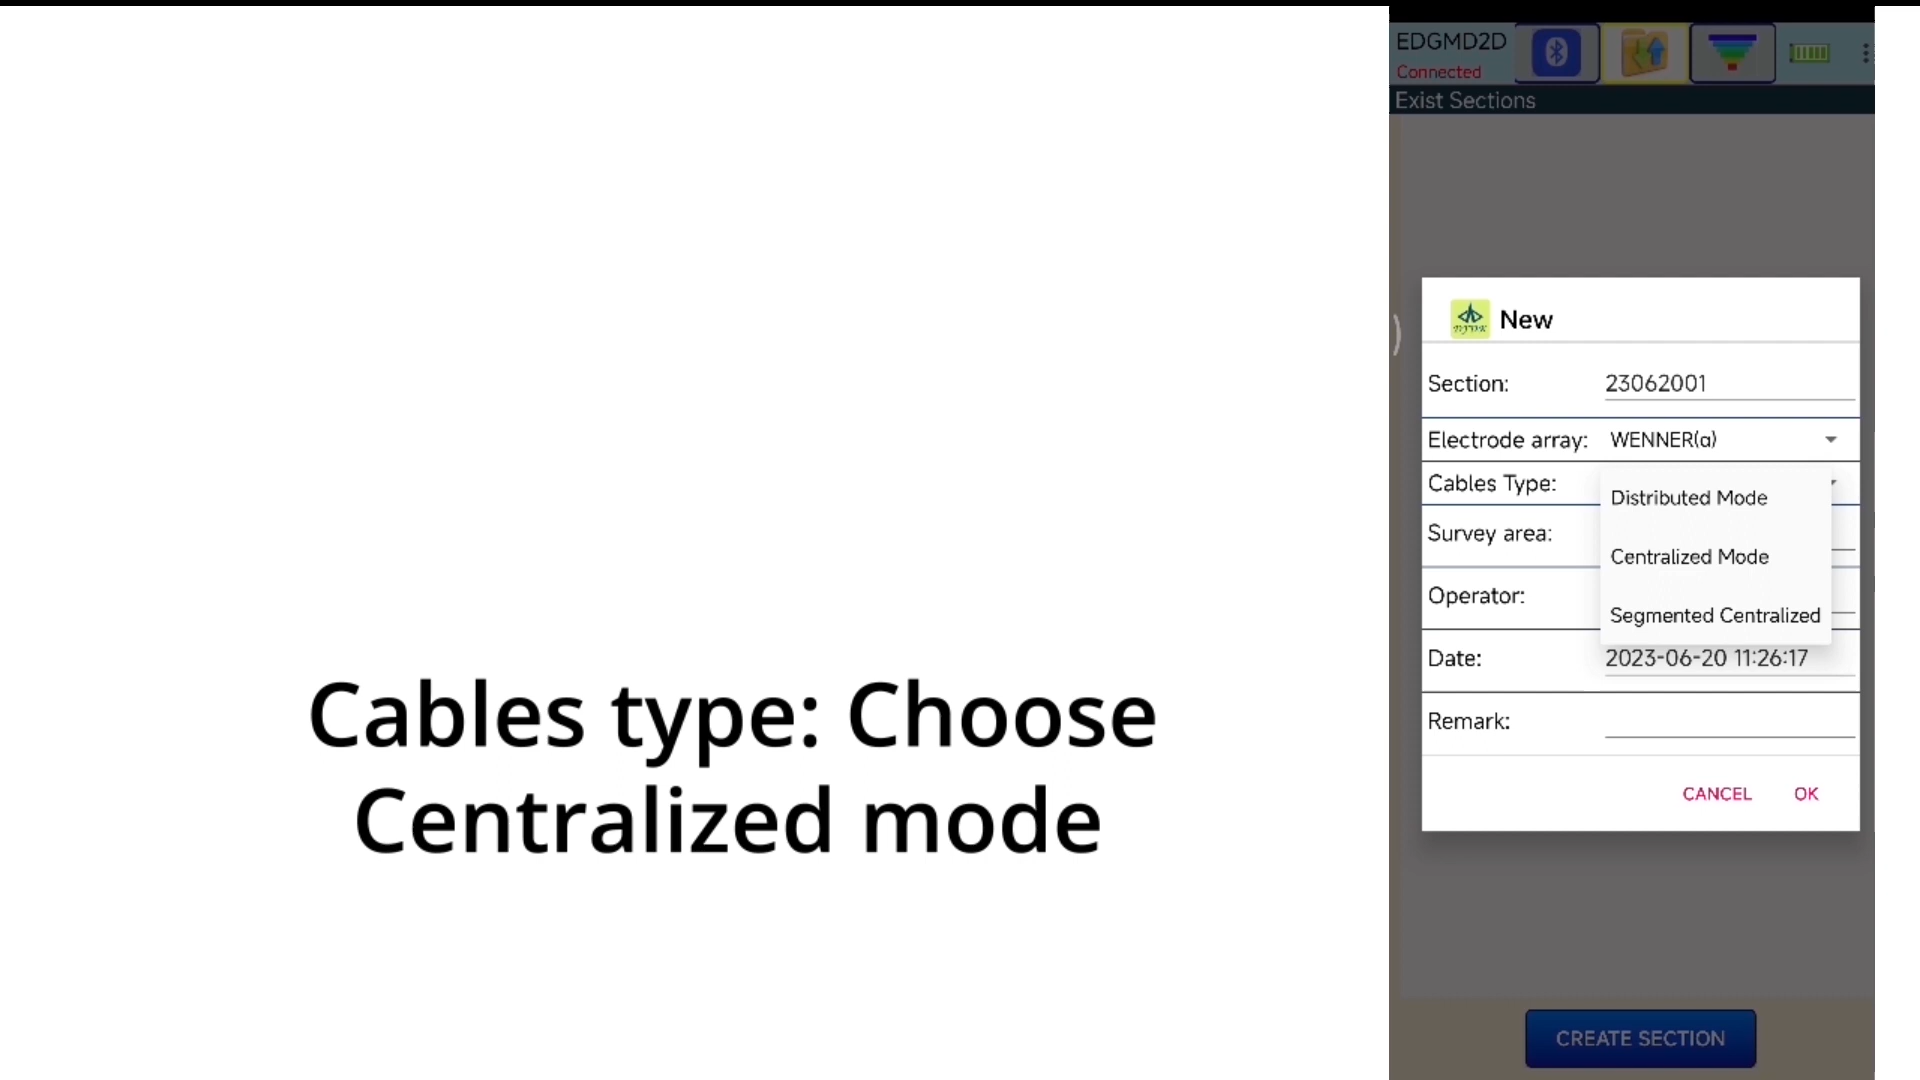 EDGMD2D
Connected
Exist Sections
New
Section: 23062001
Electrode array: WENNER(α)
Cables Type:
Distributed Mode
Survey area:
Centralized Mode
Operator:
Segmented Centralized
Date: 2023-06-20 11:26:17
Remark:
CANCEL OK
CREATE SECTION
Cables type: Choose
Centralized mode